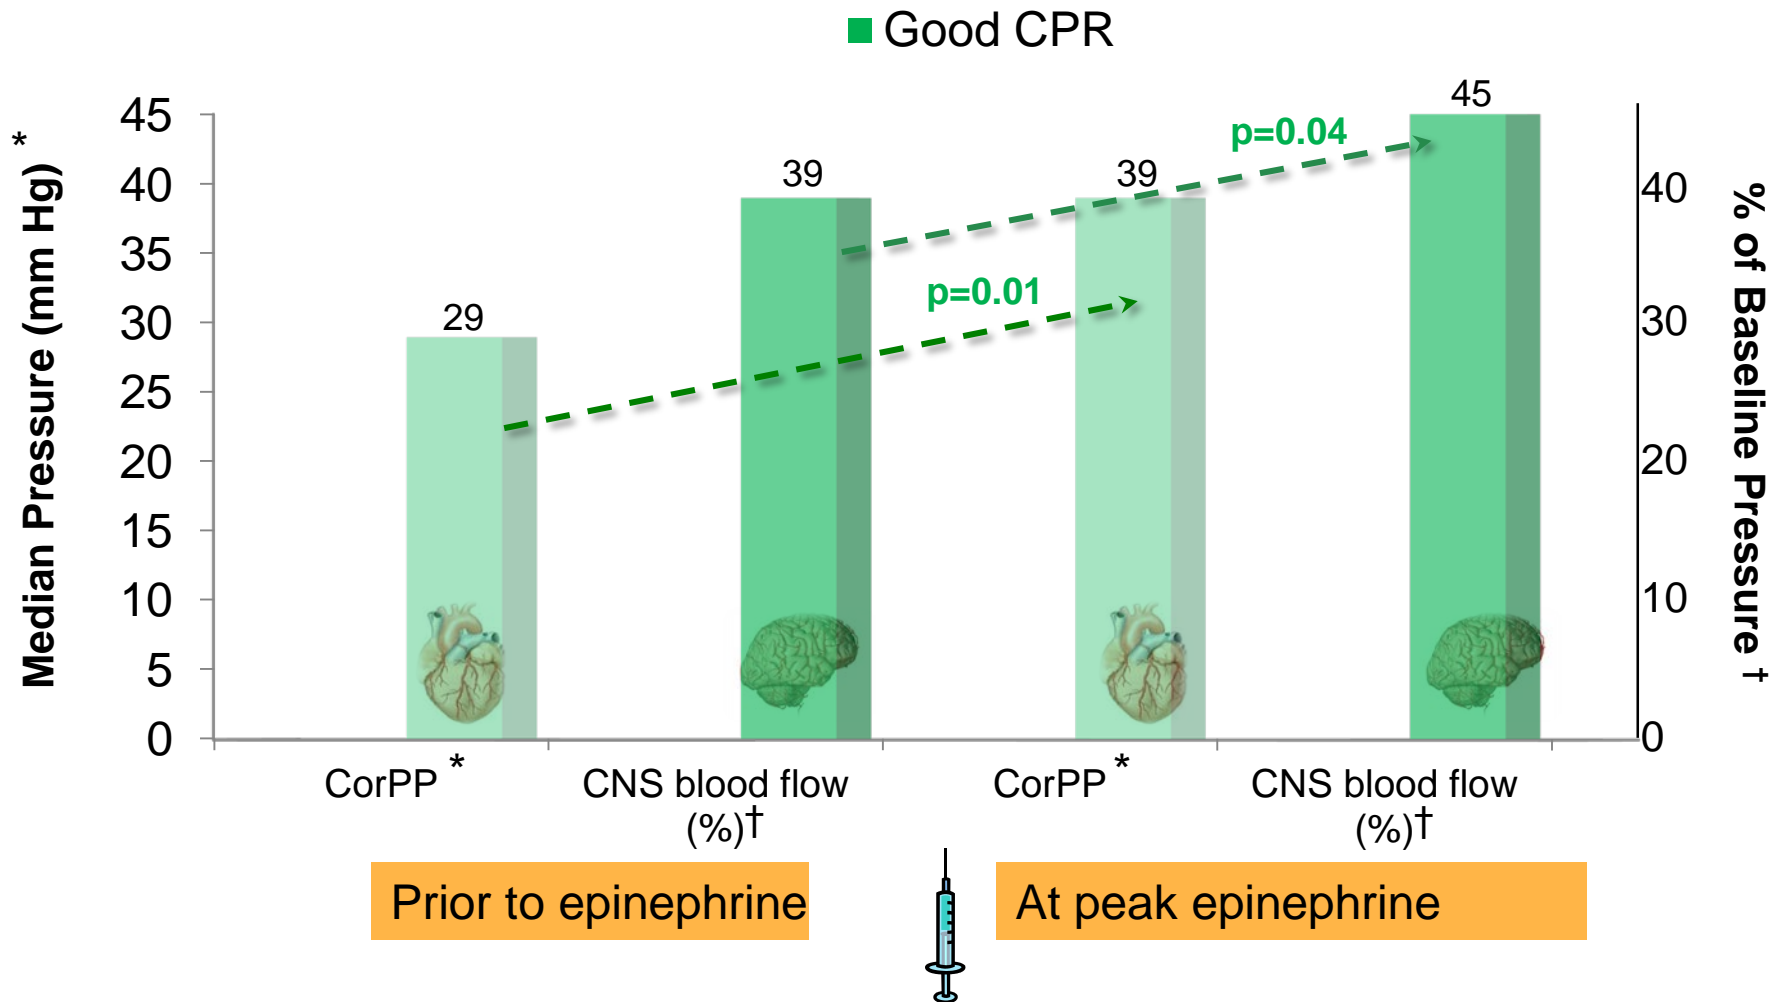 Good CPR
Median Pressure (mm Hg) *
45
40
35
30
25
20
15
10
5
0
29
39
39
45
p=0.01
p=0.04
40
30
20
10
0
% of Baseline Pressure †
CorPP *
CNS blood flow
(%)†
CorPP *
CNS blood flow
(%)†
Prior to epinephrine
At peak epinephrine